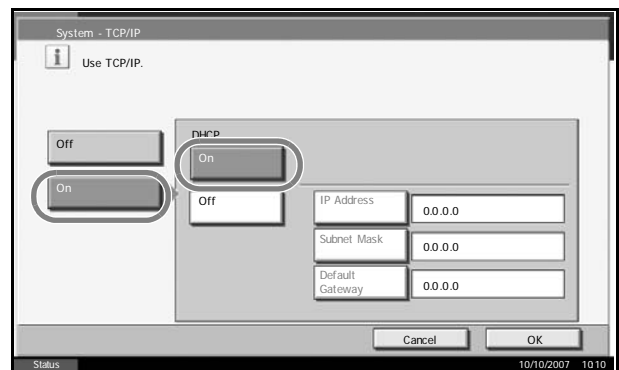 System - TCP/IP
i Use TCP/IP.
Off
On
DHCP
On
Off
IP Address 0.0.0.0
Subnet Mask 0.0.0.0
Default
Gateway 0.0.0.0
Cancel OK
Status 10/10/2007 10:10